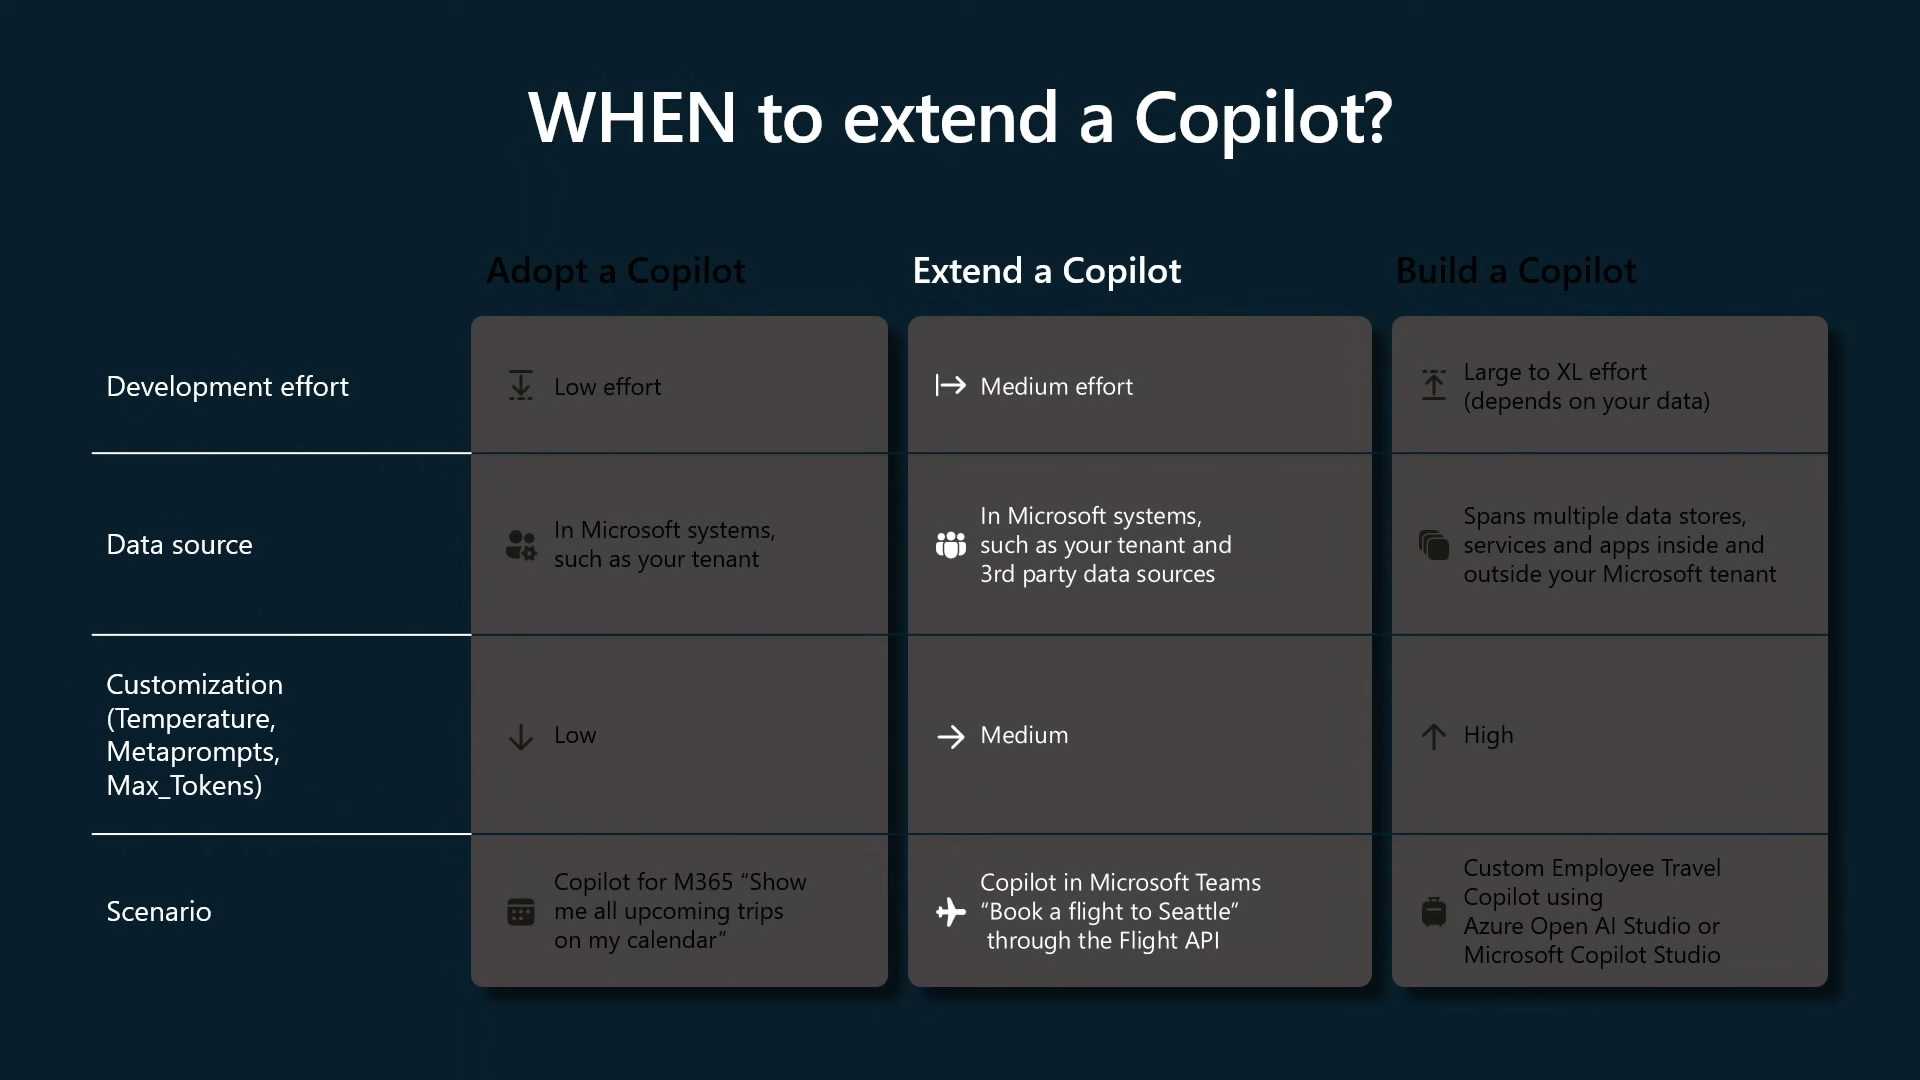 WHEN to extend a Copilot?
Adopt a Copilot
Extend a Copilot
Build a Copilot
Development effort
Low effort
Medium effort
Large to XL effort
(depends on your data)
Data source
In Microsoft systems,
such as your tenant
In Microsoft systems,
such as your tenant and
3rd party data sources
Spans multiple data stores,
services and apps inside and
outside your Microsoft tenant
Customization
(Temperature,
Metaprompts,
Max_Tokens)
Low
Medium
High
Scenario
Copilot for M365 “Show
me all upcoming trips
on my calendar”
Copilot in Microsoft Teams
“Book a flight to Seattle”
through the Flight API
Custom Employee Travel
Copilot using
Azure Open AI Studio or
Microsoft Copilot Studio